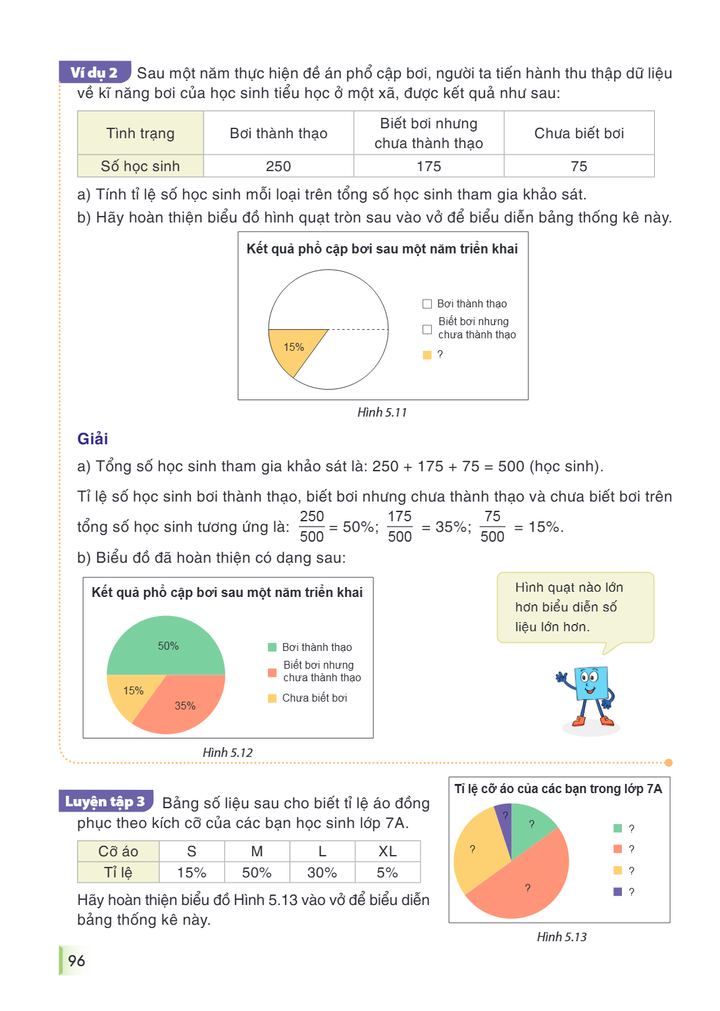 Ví dụ 2 Sau một năm thực hiện đề án phổ cập bơi, người ta tiến hành thu thập dữ liệu
về kĩ năng bơi của học sinh tiểu học ở một xã, được kết quả như sau:
Tình trạng Bơi thành thạo Biết bơi nhưng chưa thành thạo Chưa biết bơi
Số học sinh 250 175 75
a) Tính tỉ lệ số học sinh mỗi loại trên tổng số học sinh tham gia khảo sát.
b) Hãy hoàn thiện biểu đồ hình quạt tròn sau vào vở để biểu diễn bảng thống kê này.
Kết quả phổ cập bơi sau một năm triển khai
15%
Bơi thành thạo
Biết bơi nhưng
chưa thành thạo
?
Hình 5.11
Giải
a) Tổng số học sinh tham gia khảo sát là: 250 + 175 + 75 = 500 (học sinh).
Tỉ lệ số học sinh bơi thành thạo, biết bơi nhưng chưa thành thạo và chưa biết bơi trên
tổng số học sinh tương ứng là: 250/500 = 50%; 175/500 = 35%; 75/500 = 15%.
b) Biểu đồ đã hoàn thiện có dạng sau:
Kết quả phổ cập bơi sau một năm triển khai
50%
15%
35%
Bơi thành thạo
Biết bơi nhưng
chưa thành thạo
Chưa biết bơi
Hình 5.12
Hình quạt nào lớn
hơn biểu diễn số
liệu lớn hơn.
Luyện tập 3 Bảng số liệu sau cho biết tỉ lệ áo đồng
phục theo kích cỡ của các bạn học sinh lớp 7A.
Cỡ áo S M L XL
Tỉ lệ 15% 50% 30% 5%
Hãy hoàn thiện biểu đồ Hình 5.13 vào vở để biểu diễn
bảng thống kê này.
Tỉ lệ cỡ áo của các bạn trong lớp 7A
?
?
?
?
?
?
?
?
Hình 5.13
96